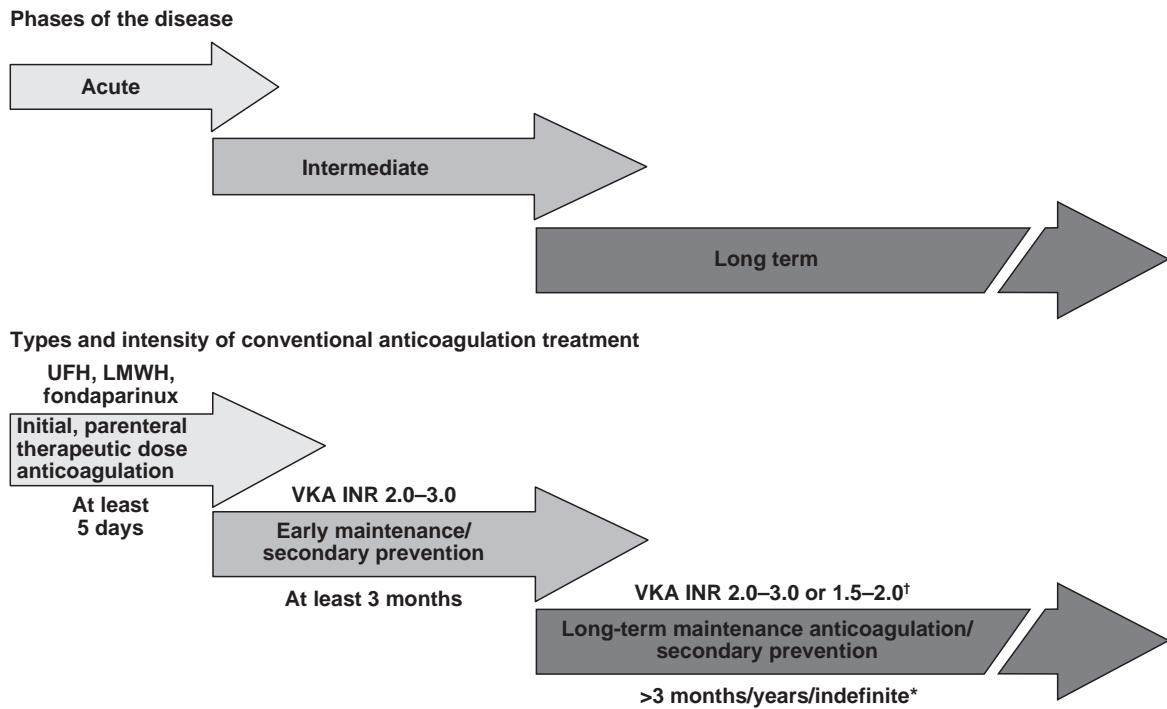 Phases of the disease
Acute
Intermediate
Long term
Types and intensity of conventional anticoagulation treatment
UFH, LMWH,
fondaparinux
Initial, parenteral
therapeutic dose
anticoagulation
At least
5 days
VKA INR 2.0–3.0
Early maintenance/
secondary prevention
At least 3 months
VKA INR 2.0–3.0 or 1.5–2.0†
Long-term maintenance anticoagulation/
secondary prevention
>3 months/years/indefinite*